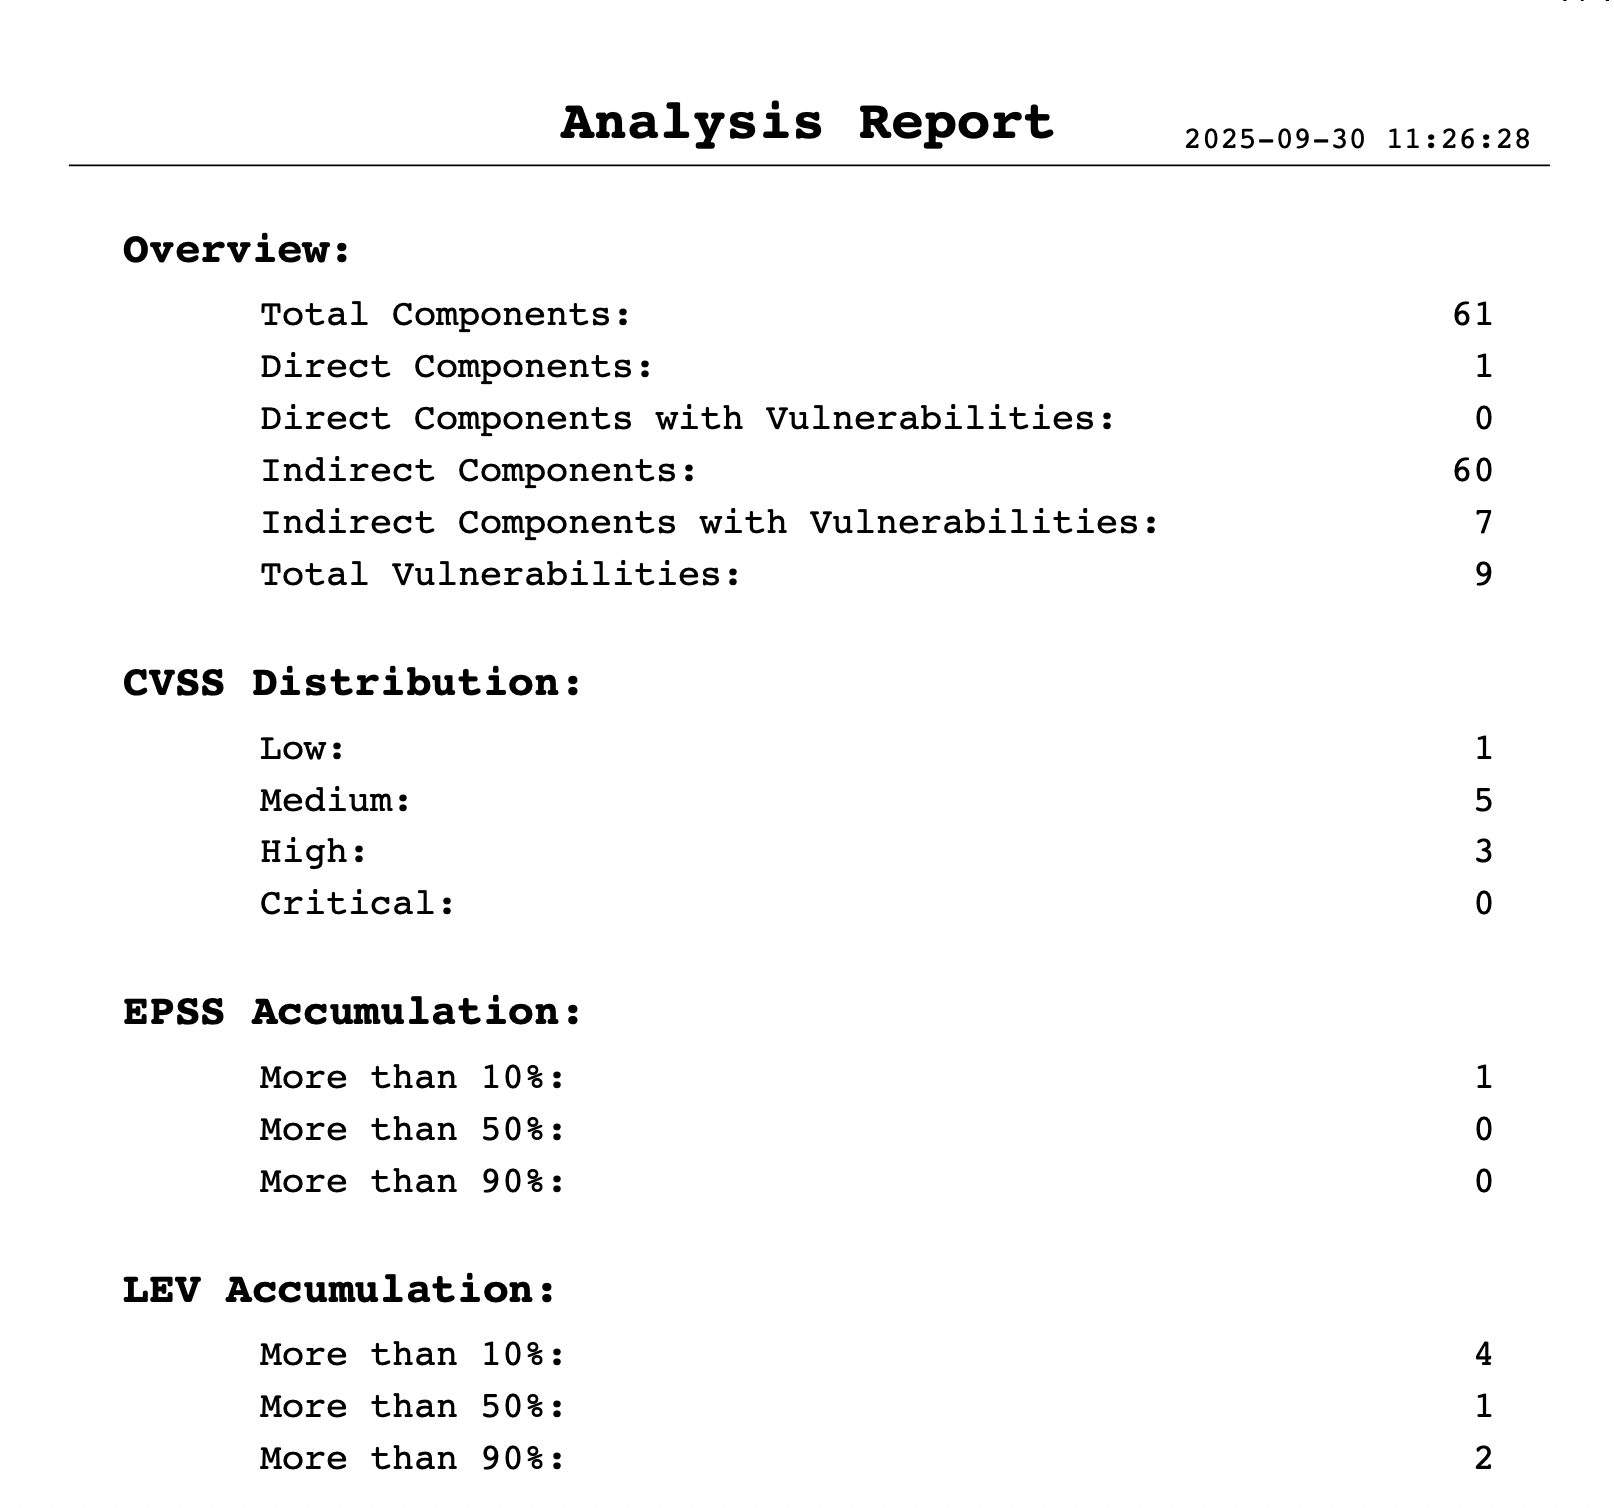 Analysis Report 2025-09-30 11:26:28
Overview:
Total Components: 61
Direct Components: 1
Direct Components with Vulnerabilities: 0
Indirect Components: 60
Indirect Components with Vulnerabilities: 7
Total Vulnerabilities: 9
CVSS Distribution:
Low: 1
Medium: 5
High: 3
Critical: 0
EPSS Accumulation:
More than 10%: 1
More than 50%: 0
More than 90%: 0
LEV Accumulation:
More than 10%: 4
More than 50%: 1
More than 90%: 2